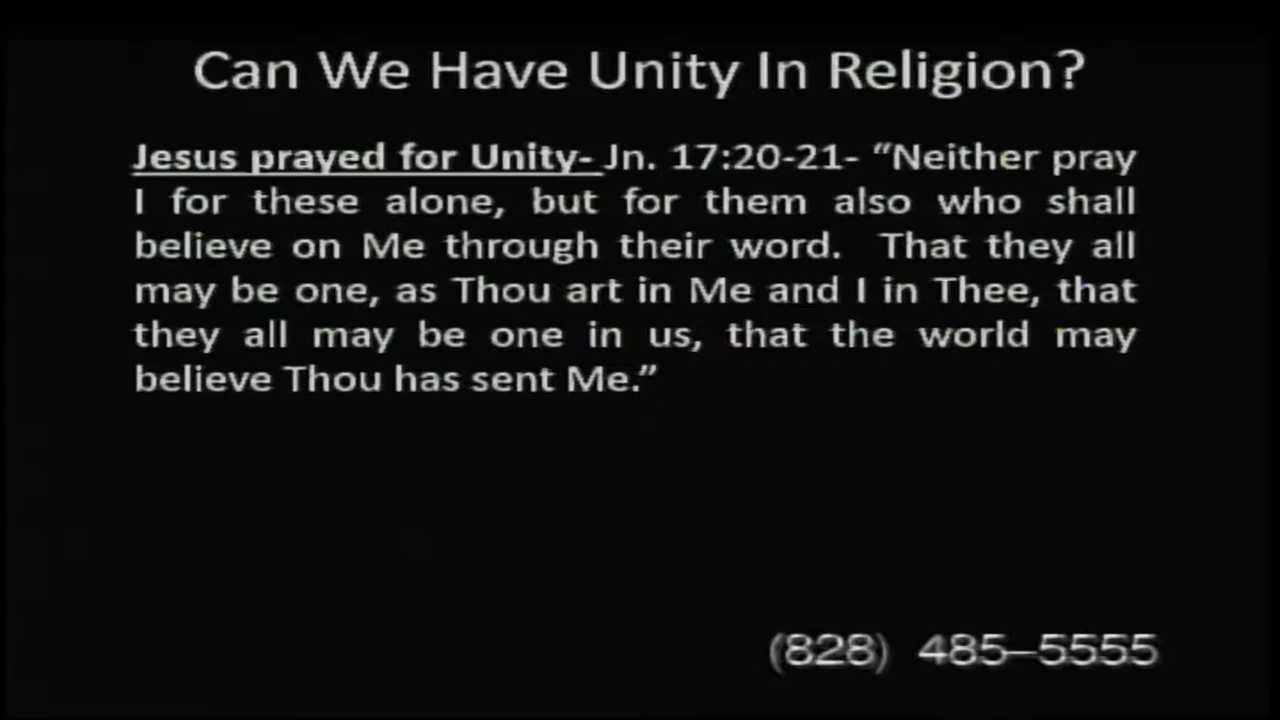 Can We Have Unity In Religion?
Jesus prayed for Unity- Jn. 17:20-21- “Neither pray
I for these alone, but for them also who shall
believe on Me through their word.  That they all
may be one, as Thou art in Me and I in Thee, that
they all may be one in us, that the world may
believe Thou has sent Me.”
(828) 485–5555